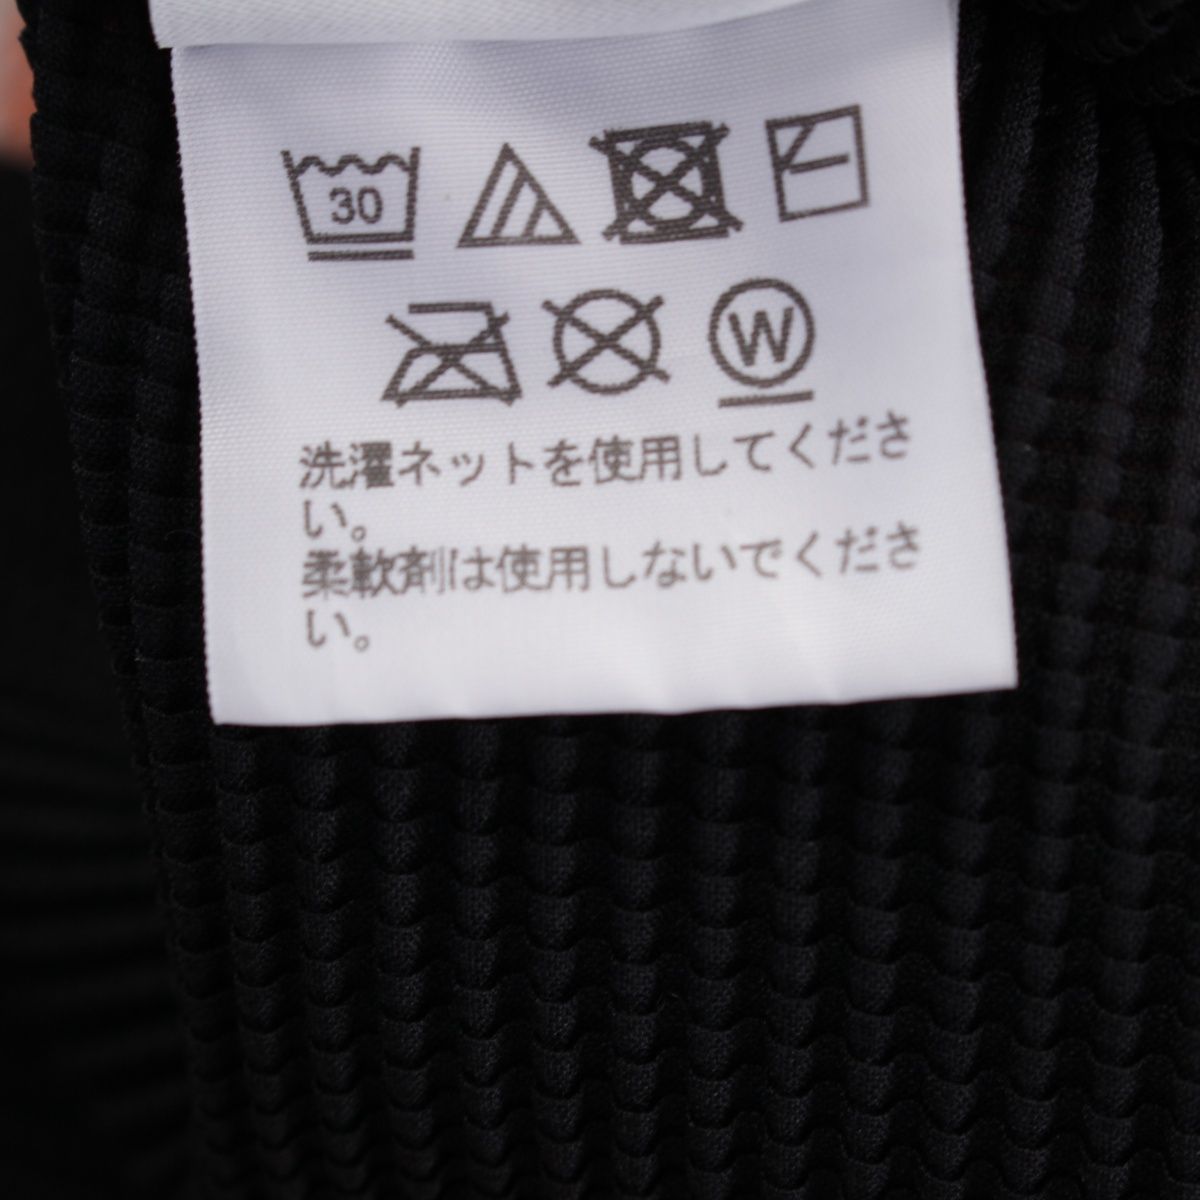 30
W
洗濯ネットを使用してくださ
い。
柔軟剤は使用しないでくださ
い。